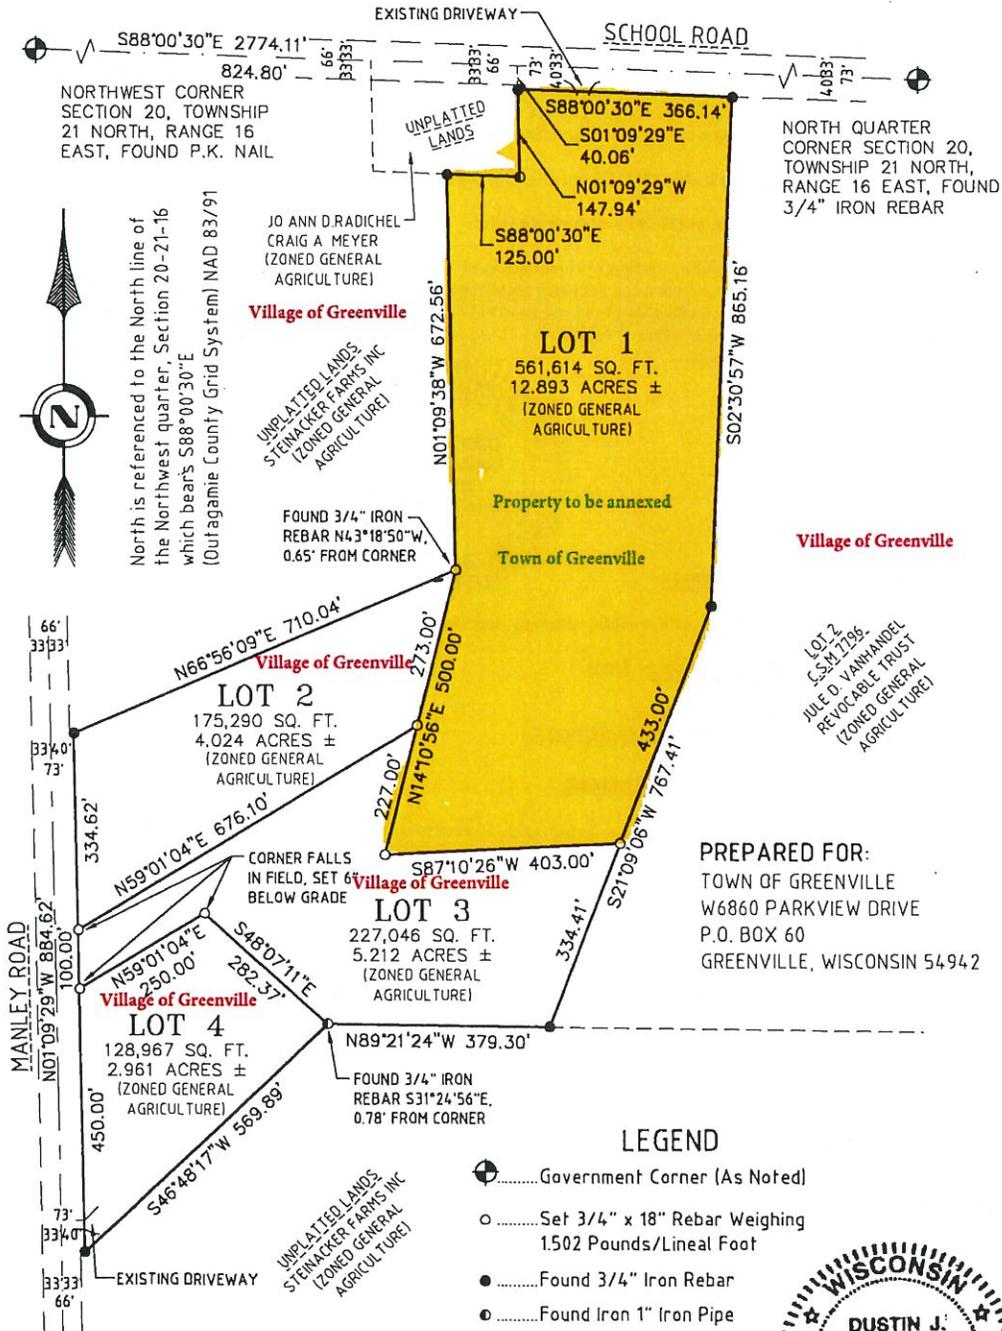 EXISTING DRIVEWAY
SCHOOL ROAD
S88°00'30"E 2774.11'
66'
33'33'
33'33'
66'
73'
40'33'
40'33'
73'
824.80'
NORTHWEST CORNER
SECTION 20, TOWNSHIP
21 NORTH, RANGE 16
EAST, FOUND P.K. NAIL
UNPLATTED
LANDS
S88°00'30"E 366.14'
S01°09'29"E
40.06'
N01°09'29"W
147.94'
S88°00'30"E
125.00'
NORTH QUARTER
CORNER SECTION 20,
TOWNSHIP 21 NORTH,
RANGE 16 EAST, FOUND
3/4" IRON REBAR
North is referenced to the North line of
the Northwest quarter, Section 20-21-16
which bear's S88°00'30"E
(Outagamie County Grid System) NAD 83/91
N
JO ANN D.RADICHEL
CRAIG A MEYER
(ZONED GENERAL
AGRICULTURE)
Village of Greenville
UNPLATTED LANDS
STEINACKER FARMS INC
(ZONED GENERAL
AGRICULTURE)
N01°09'38"W 672.56'
S02°30'57"W 865.16'
LOT 1
561,614 SQ. FT.
12.893 ACRES ±
(ZONED GENERAL
AGRICULTURE)
Property to be annexed
Town of Greenville
FOUND 3/4" IRON
REBAR N43°18'50"W,
0.65' FROM CORNER
Village of Greenville
LOT 2
C.S.M 7796
JULE D. VANHANDEL
REVOCABLE TRUST
(ZONED GENERAL
AGRICULTURE)
66'
33'33'
N66°56'09"E 710.04'
Village of Greenville
LOT 2
175,290 SQ. FT.
4.024 ACRES ±
(ZONED GENERAL
AGRICULTURE)
273.00'
N14°10'56"E 500.00'
227.00'
433.00'
S21°09'06"W 767.41'
334.41'
33'40'
73'
334.62'
N59°01'04"E 676.10'
CORNER FALLS
IN FIELD, SET 6"
BELOW GRADE
S87°10'26"W 403.00'
Village of Greenville
LOT 3
227,046 SQ. FT.
5.212 ACRES ±
(ZONED GENERAL
AGRICULTURE)
PREPARED FOR:
TOWN OF GREENVILLE
W6860 PARKVIEW DRIVE
P.O. BOX 60
GREENVILLE, WISCONSIN 54942
MANLEY ROAD
N01°09'29"W 884.62'
100.00'
N59°01'04"E
250.00'
S48°07'11"E
282.37'
Village of Greenville
LOT 4
128,967 SQ. FT.
2.961 ACRES ±
(ZONED GENERAL
AGRICULTURE)
N89°21'24"W 379.30'
FOUND 3/4" IRON
REBAR S31°24'56"E,
0.78' FROM CORNER
450.00'
S46°48'17"W 569.89'
73'
33'40'
33'33'
66'
EXISTING DRIVEWAY
UNPLATTED LANDS
STEINACKER FARMS INC
(ZONED GENERAL
AGRICULTURE)
LEGEND
Government Corner (As Noted)
Set 3/4" x 18" Rebar Weighing
1.502 Pounds/Lineal Foot
Found 3/4" Iron Rebar
Found Iron 1" Iron Pipe
WISCONSIN
DUSTIN J.